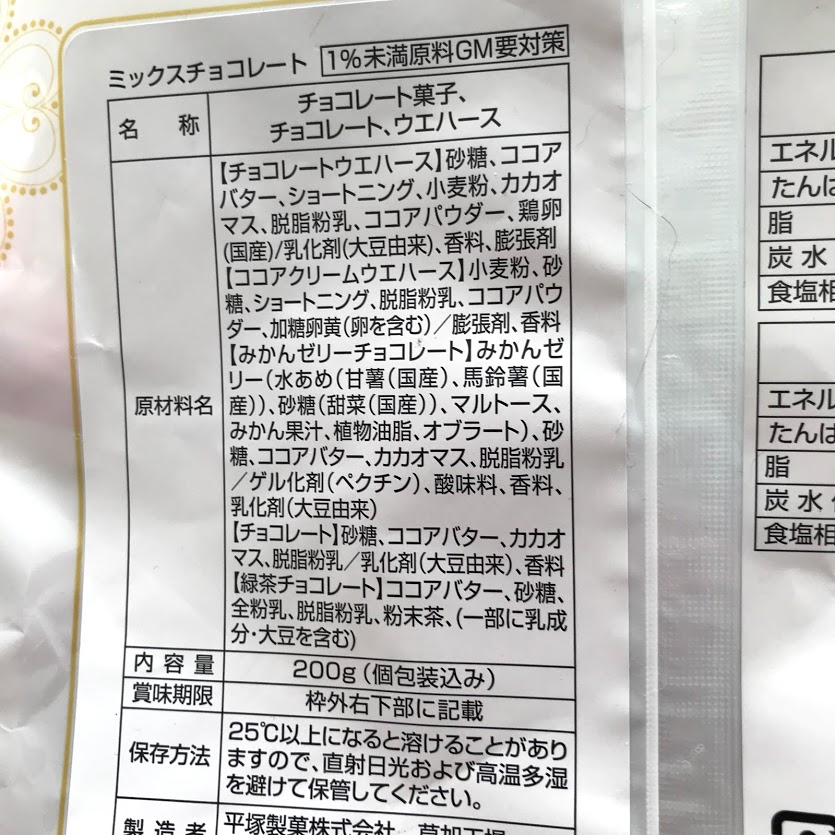 ミックスチョコレート 1%未満原料GM要対策
名 称
チョコレート菓子、
チョコレート、ウエハース
原材料名
【チョコレートウエハース】砂糖、ココア
バター、ショートニング、小麦粉、カカオ
マス、脱脂粉乳、ココアパウダー、鶏卵
(国産)/乳化剤(大豆由来)、香料、膨張剤
【ココアクリームウエハース】小麦粉、砂
糖、ショートニング、脱脂粉乳、ココアパウ
ダー、加糖卵黄(卵を含む)/膨張剤、香料
【みかんゼリーチョコレート】みかんゼ
リー(水あめ(甘薯(国産)、馬鈴薯(国
産))、砂糖(甜菜(国産))、マルトース、
みかん果汁、植物油脂、オブラート)、砂
糖、ココアバター、カカオマス、脱脂粉乳
/ゲル化剤(ペクチン)、酸味料、香料、
乳化剤(大豆由来)
【チョコレート】砂糖、ココアバター、カカオ
マス、脱脂粉乳/乳化剤(大豆由来)、香料
【緑茶チョコレート】ココアバター、砂糖、
全粉乳、脱脂粉乳、粉末茶、(一部に乳成
分・大豆を含む)
内容量 200g(個包装込み)
賞味期限 枠外右下部に記載
保存方法
25℃以上になると溶けることがあり
ますので、直射日光および高温多湿
を避けて保管してください。
製造者 平塚製菓株式会社 草加工場
エネル
たんぱ
脂
炭水
食塩相
エネル
たんぱ
脂
炭水
食塩相